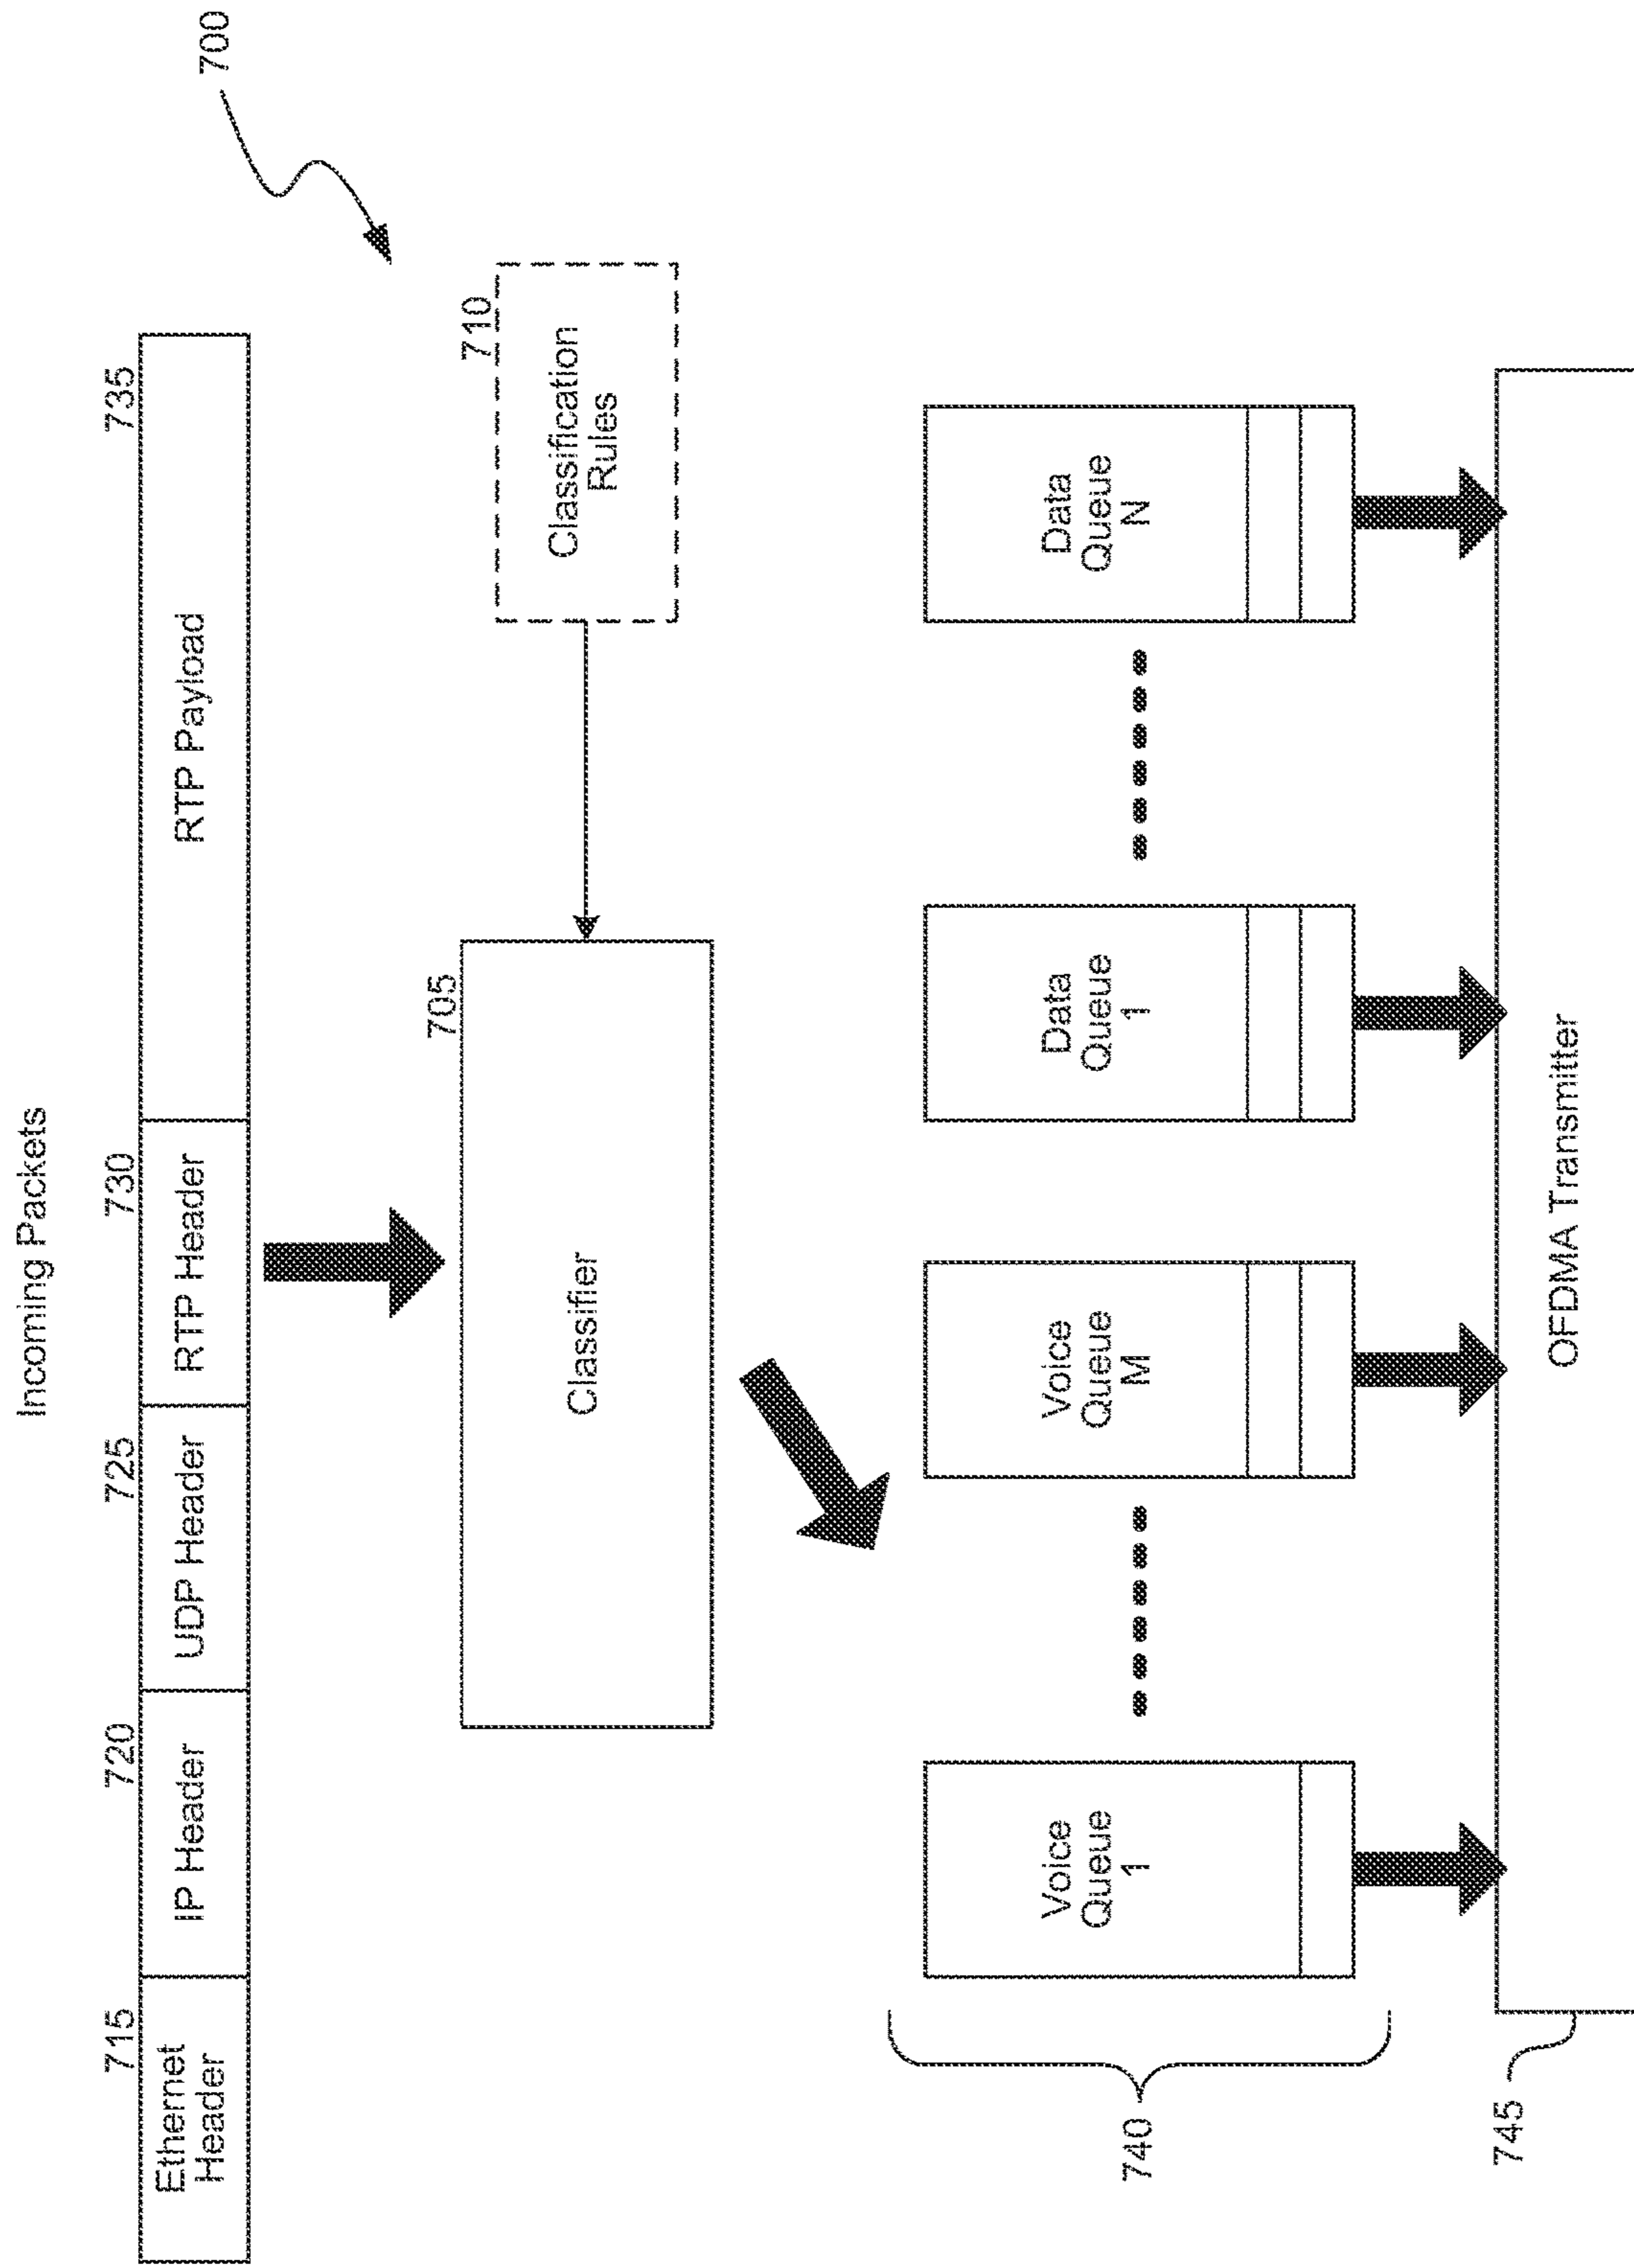 Incoming Packets
700
715
720
725
730
735
Ethernet
Header
IP Header
UDP Header
RTP Header
RTP Payload
705
Classifier
710
Classification
Rules
740
Voice
Queue
1
Voice
Queue
M
Data
Queue
1
Data
Queue
N
745
OFDMA Transmitter